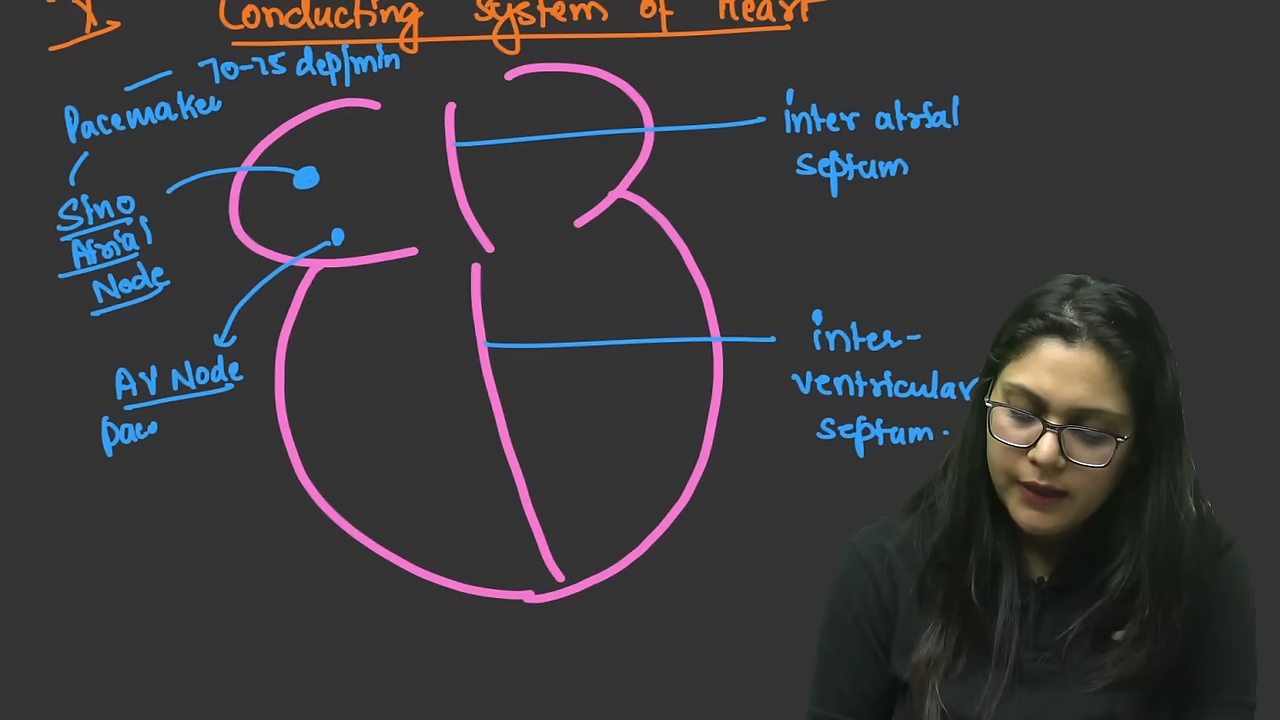 Conducting system of Heart
70-75 dep/min
Pacemaker
Sino
Atrial
Node
AV Node
pace
inter atrial
septum
inter-
ventricular
septum.